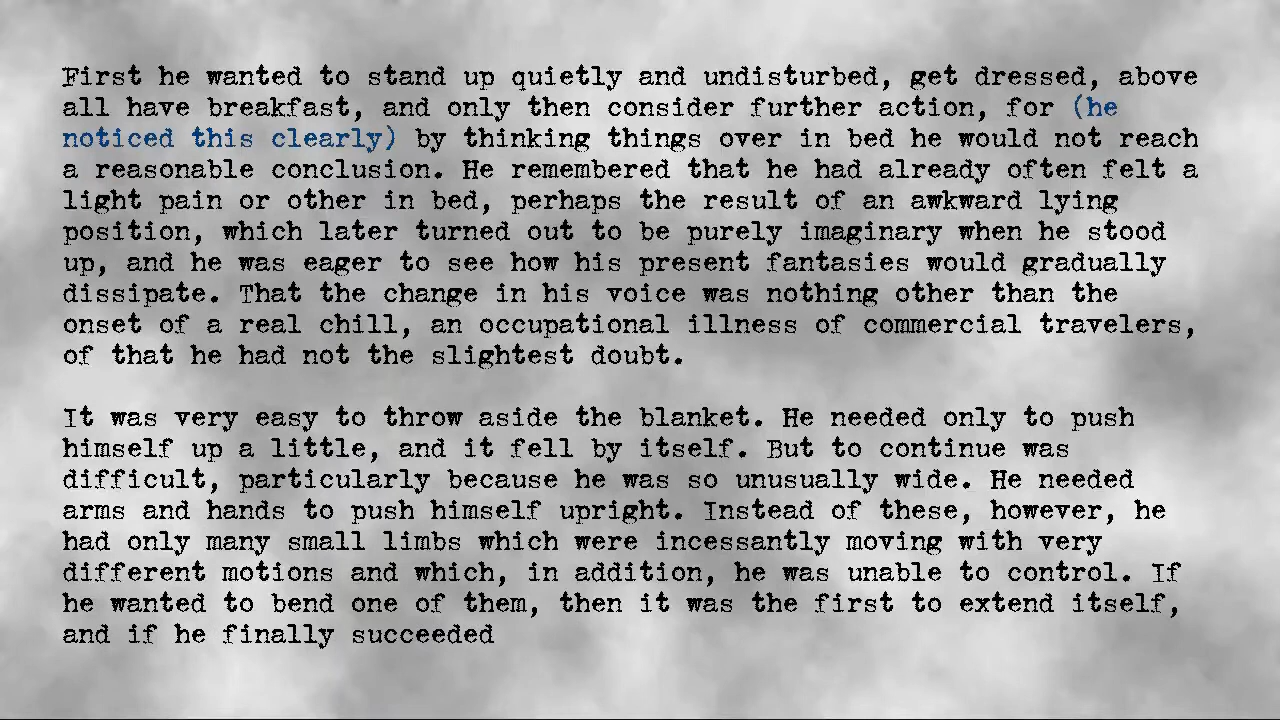 First he wanted to stand up quietly and undisturbed, get dressed, above
all have breakfast, and only then consider further action, for (he
noticed this clearly) by thinking things over in bed he would not reach
a reasonable conclusion. He remembered that he had already often felt a
light pain or other in bed, perhaps the result of an awkward lying
position, which later turned out to be purely imaginary when he stood
up, and he was eager to see how his present fantasies would gradually
dissipate. That the change in his voice was nothing other than the
onset of a real chill, an occupational illness of commercial travelers,
of that he had not the slightest doubt.

It was very easy to throw aside the blanket. He needed only to push
himself up a little, and it fell by itself. But to continue was
difficult, particularly because he was so unusually wide. He needed
arms and hands to push himself upright. Instead of these, however, he
had only many small limbs which were incessantly moving with very
different motions and which, in addition, he was unable to control. If
he wanted to bend one of them, then it was the first to extend itself,
and if he finally succeeded